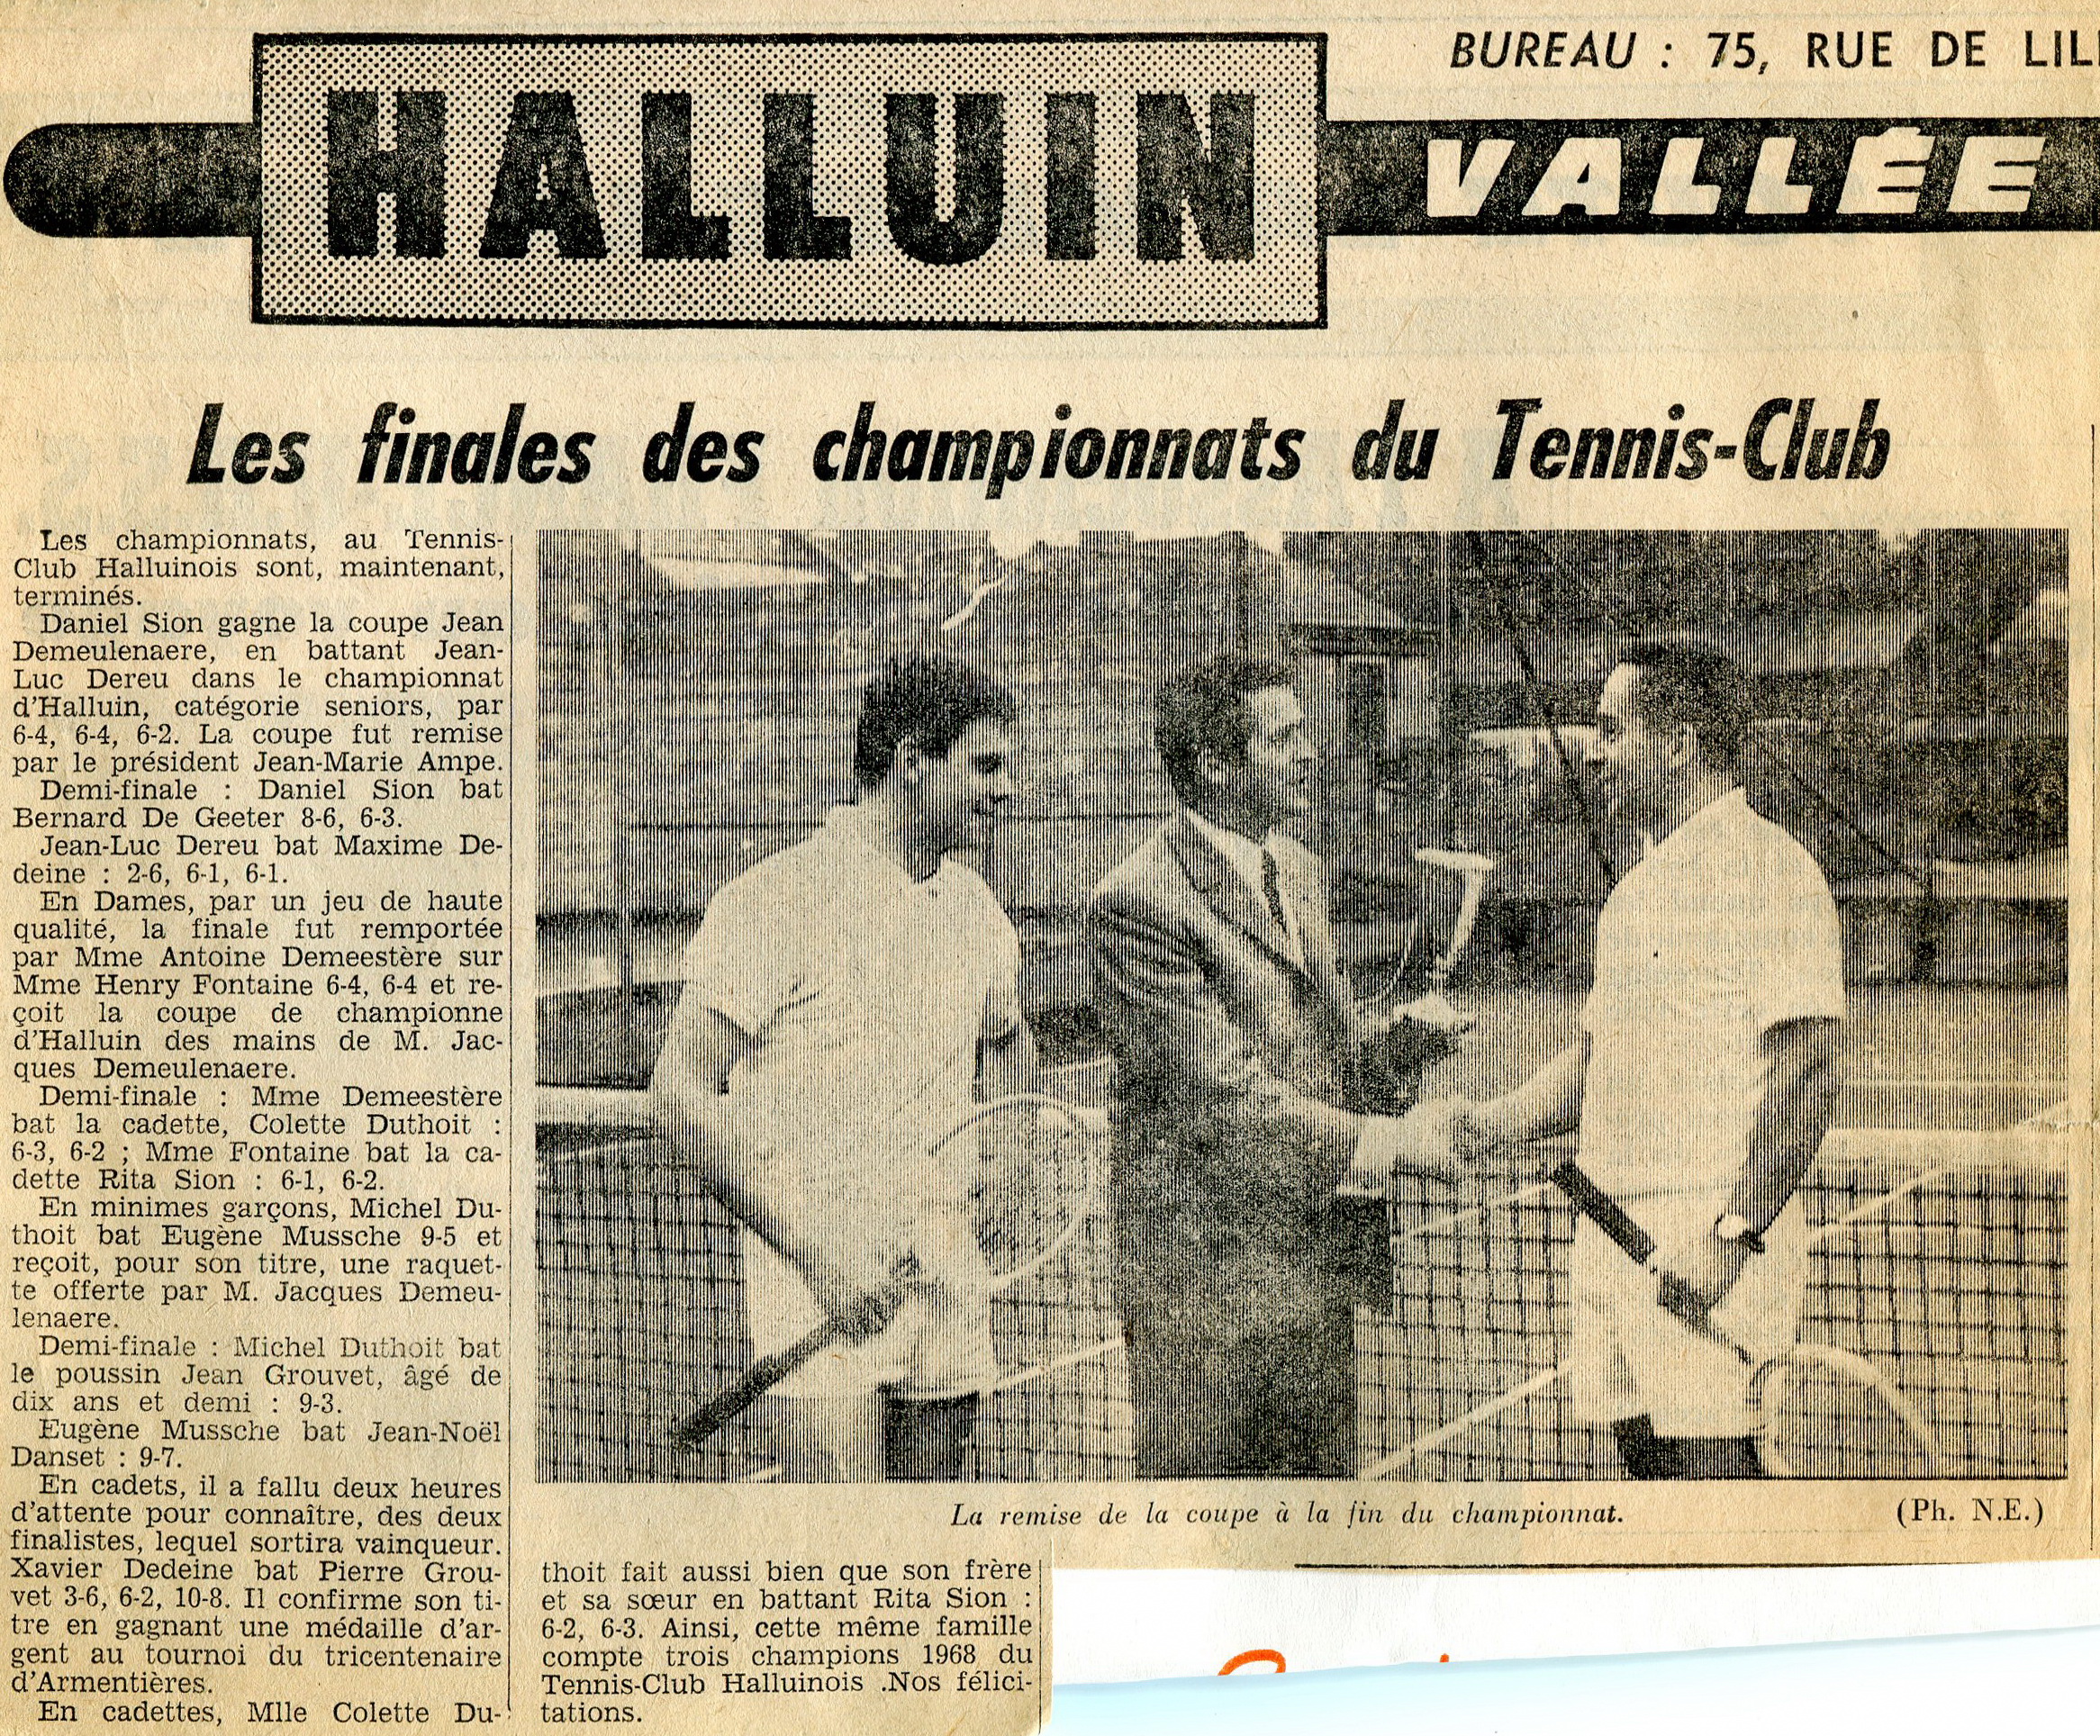 BUREAU : 75, RUE DE LIL
HALLUIN
VALLÉE
Les finales des championnats du Tennis-Club
Les championnats, au Tennis-
Club Halluinois sont, maintenant,
terminés.
Daniel Sion gagne la coupe Jean
Demeulenaere, en battant Jean-
Luc Dereu dans le championnat
d'Halluin, catégorie seniors, par
6-4, 6-4, 6-2. La coupe fut remise
par le président Jean-Marie Ampe.
Demi-finale : Daniel Sion bat
Bernard De Geeter 8-6, 6-3.
Jean-Luc Dereu bat Maxime De-
deine : 2-6, 6-1, 6-1.
En Dames, par un jeu de haute
qualité, la finale fut remportée
par Mme Antoine Demeestère sur
Mme Henry Fontaine 6-4, 6-4 et re-
çoit la coupe de championne
d'Halluin des mains de M. Jac-
ques Demeulenaere.
Demi-finale : Mme Demeestère
bat la cadette, Colette Duthoit :
6-3, 6-2 ; Mme Fontaine bat la ca-
dette Rita Sion : 6-1, 6-2.
En minimes garçons, Michel Du-
thoit bat Eugène Mussche 9-5 et
reçoit, pour son titre, une raquet-
te offerte par M. Jacques Demeu-
lenaere.
Demi-finale : Michel Duthoit bat
le poussin Jean Grouvet, âgé de
dix ans et demi : 9-3.
Eugène Mussche bat Jean-Noël
Danset : 9-7.
En cadets, il a fallu deux heures
d'attente pour connaître, des deux
finalistes, lequel sortira vainqueur.
Xavier Dedeine bat Pierre Grou-
vet 3-6, 6-2, 10-8. Il confirme son ti-
tre en gagnant une médaille d'ar-
gent au tournoi du tricentenaire
d'Armentières.
En cadettes, Mlle Colette Du-
La remise de la coupe à la fin du championnat. (Ph. N.E.)
thoit fait aussi bien que son frère
et sa sœur en battant Rita Sion :
6-2, 6-3. Ainsi, cette même famille
compte trois champions 1968 du
Tennis-Club Halluinois .Nos félici-
tations.